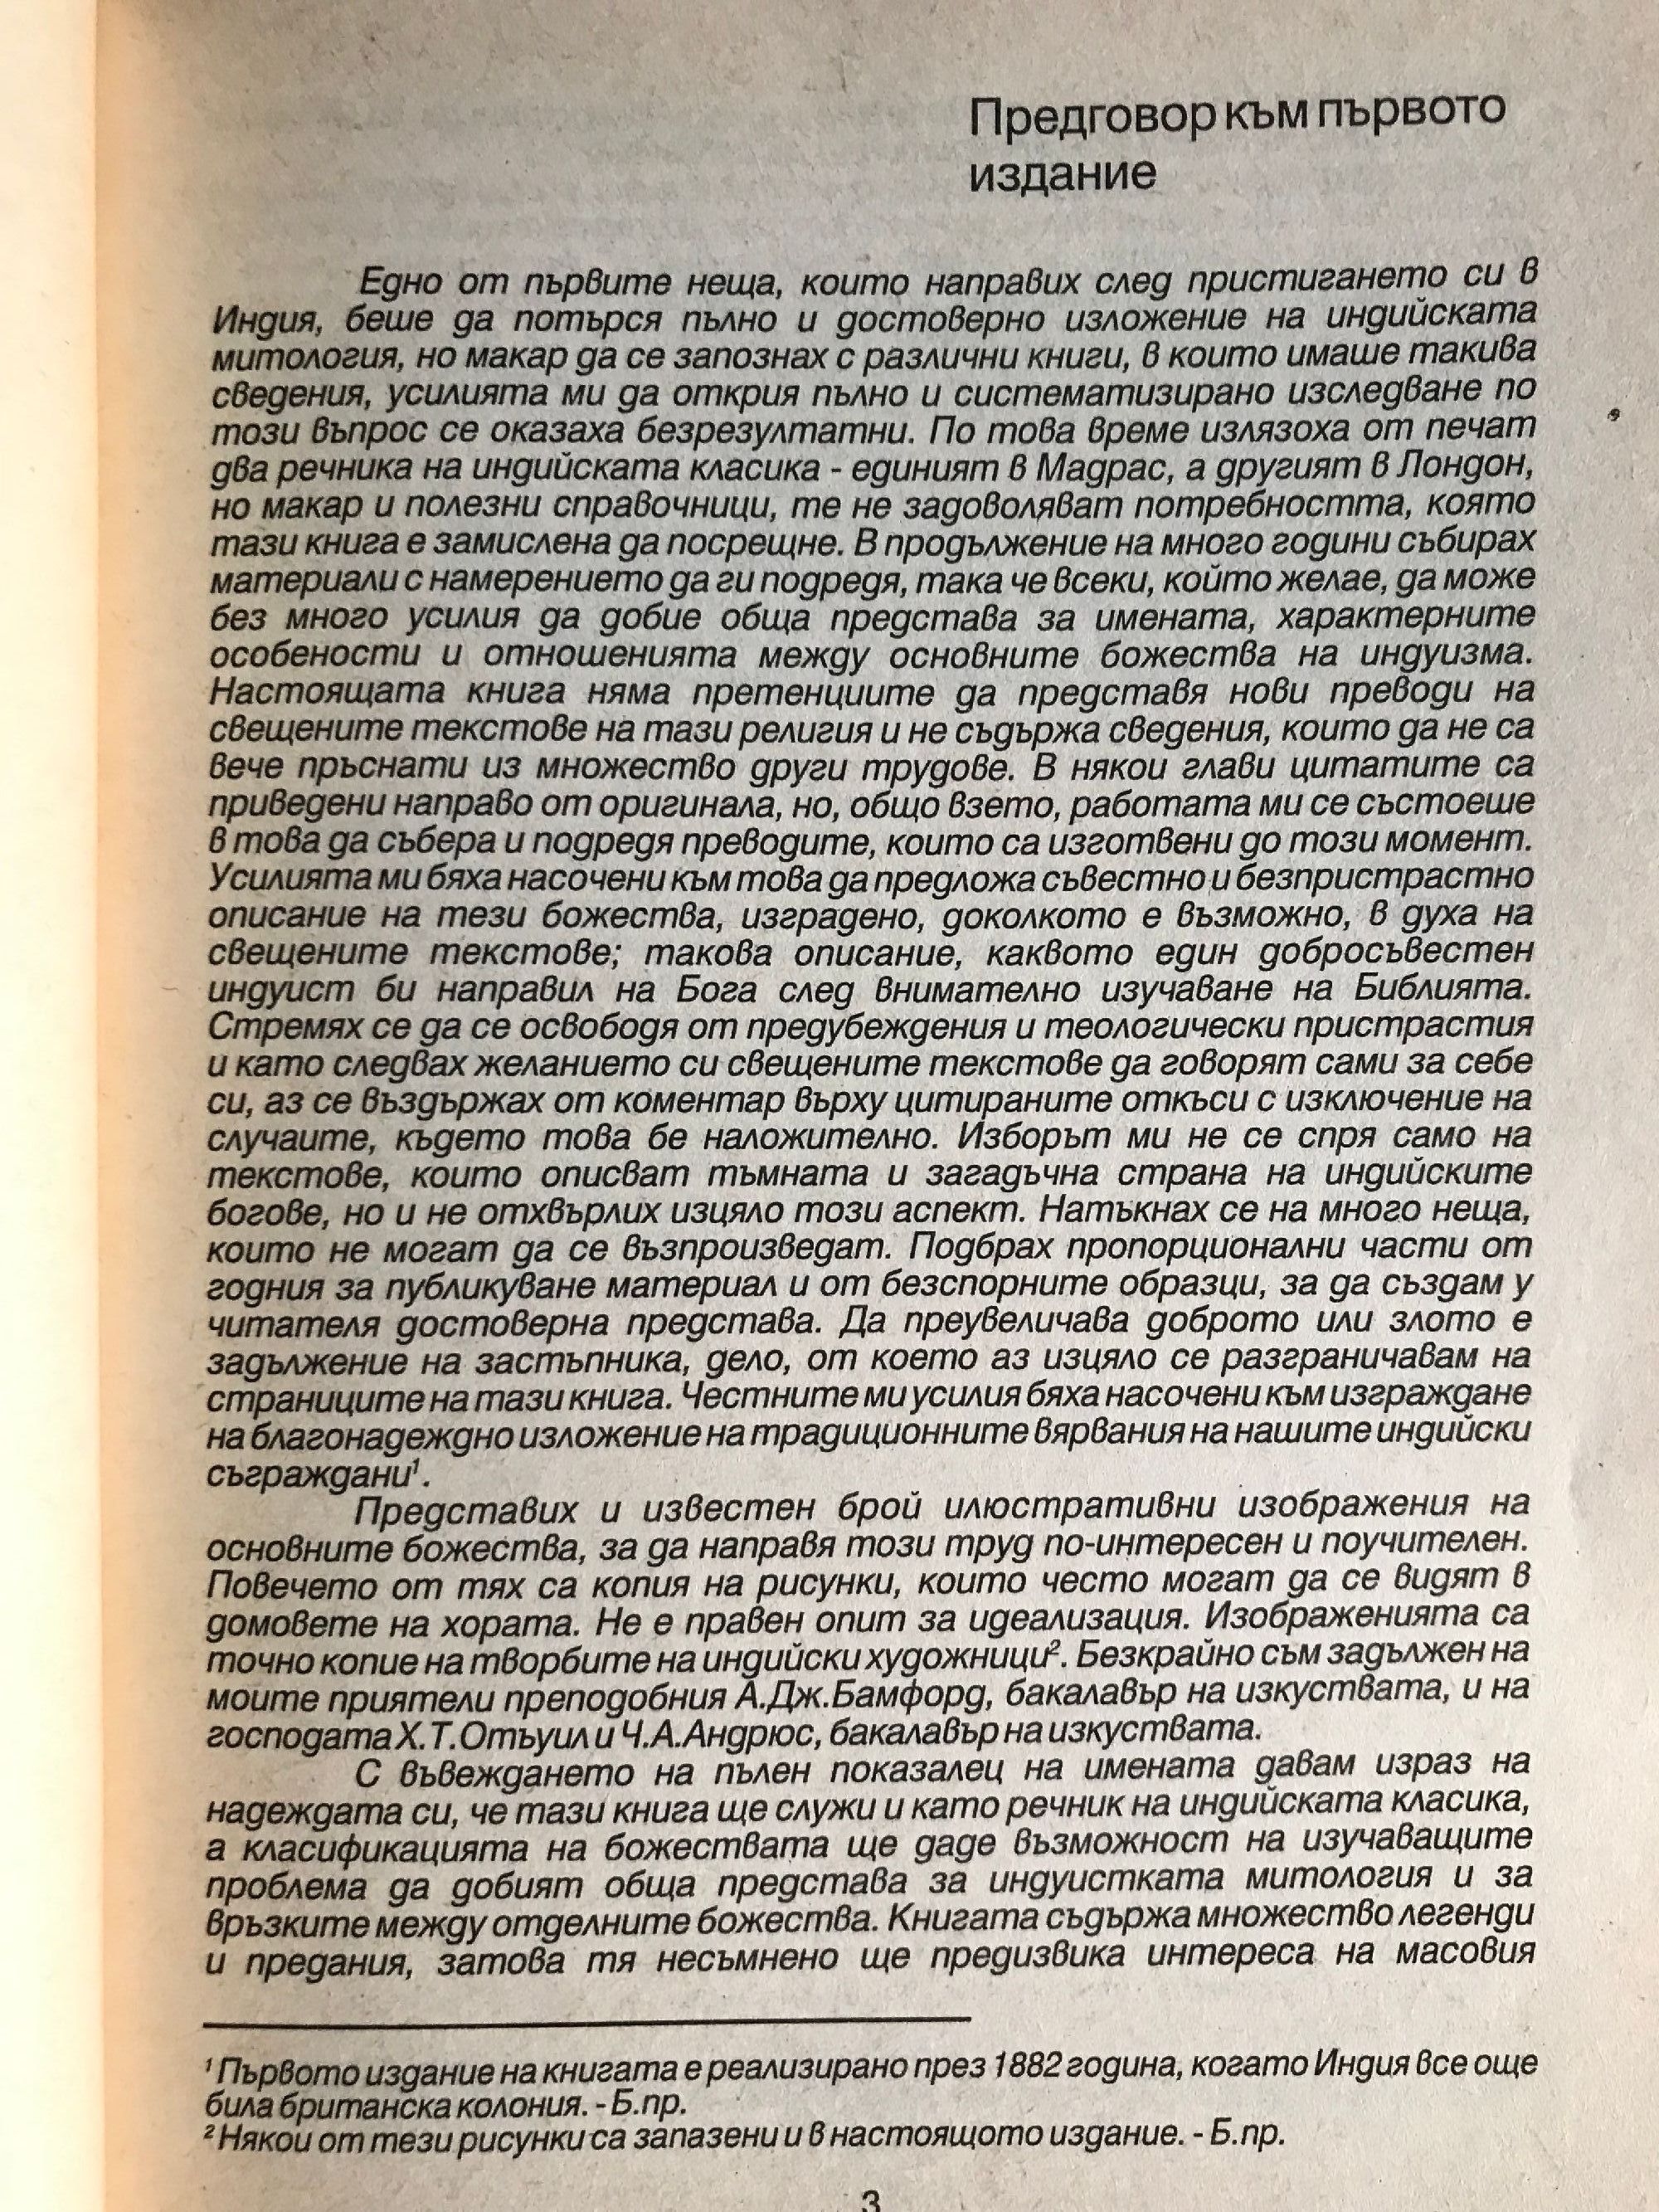 Предговор към първото
издание
Едно от първите неща, които направих след пристигането си в
Индия, беше да потърся пълно и достоверно изложение на индийската
митология, но макар да се запознах с различни книги, в които имаше такива
сведения, усилията ми да открия пълно и систематизирано изследване по
този въпрос се оказаха безрезултатни. По това време излязоха от печат
два речника на индийската класика - единият в Мадрас, а другият в Лондон,
но макар и полезни справочници, те не задоволяват потребността, която
тази книга е замислена да посрещне. В продължение на много години събирах
материали с намерението да ги подредя, така че всеки, който желае, да може
без много усилия да добие обща представа за имената, характерните
особености и отношенията между основните божества на индуизма.
Настоящата книга няма претенциите да представя нови преводи на
свещените текстове на тази религия и не съдържа сведения, които да не са
вече пръснати из множество други трудове. В някои глави цитатите са
приведени направо от оригинала, но, общо взето, работата ми се състоеше
в това да събера и подредя преводите, които са изготвени до този момент.
Усилията ми бяха насочени към това да предложа съвестно и безпристрастно
описание на тези божества, изградено, доколкото е възможно, в духа на
свещените текстове; такова описание, каквото един добросъвестен
индуист би направил на Бога след внимателно изучаване на Библията.
Стремях се да се освободя от предубеждения и теологически пристрастия
и като следвах желанието си свещените текстове да говорят сами за себе
си, аз се въздържах от коментар върху цитираните откъси с изключение на
случаите, където това бе наложително. Изборът ми не се спря само на
текстове, които описват тъмната и загадъчна страна на индийските
богове, но и не отхвърлих изцяло този аспект. Натъкнах се на много неща,
които не могат да се възпроизведат. Подбрах пропорционални части от
годния за публикуване материал и от безспорните образци, за да създам у
читателя достоверна представа. Да преувеличава доброто или злото е
задължение на застъпника, дело, от което аз изцяло се разграничавам на
страниците на тази книга. Честните ми усилия бяха насочени към изграждане
на благонадеждно изложение на традиционните вярвания на нашите индийски
съграждани¹.
Представих и известен брой илюстративни изображения на
основните божества, за да направя този труд по-интересен и поучителен.
Повечето от тях са копия на рисунки, които често могат да се видят в
домовете на хората. Не е правен опит за идеализация. Изображенията са
точно копие на творбите на индийски художници². Безкрайно съм задължен на
моите приятели преподобния А.Дж.Бамфорд, бакалавър на изкуствата, и на
господата Х.Т.Отъуил и Ч.А.Андрюс, бакалавър на изкуствата.
С въвеждането на пълен показалец на имената давам израз на
надеждата си, че тази книга ще служи и като речник на индийската класика,
а класификацията на божествата ще даде възможност на изучаващите
проблема да добият обща представа за индуистката митология и за
връзките между отделните божества. Книгата съдържа множество легенди
и предания, затова тя несъмнено ще предизвика интереса на масовия
¹ Първото издание на книгата е реализирано през 1882 година, когато Индия все още
била британска колония. - Б.пр.
² Някои от тези рисунки са запазени и в настоящото издание. - Б.пр.
3